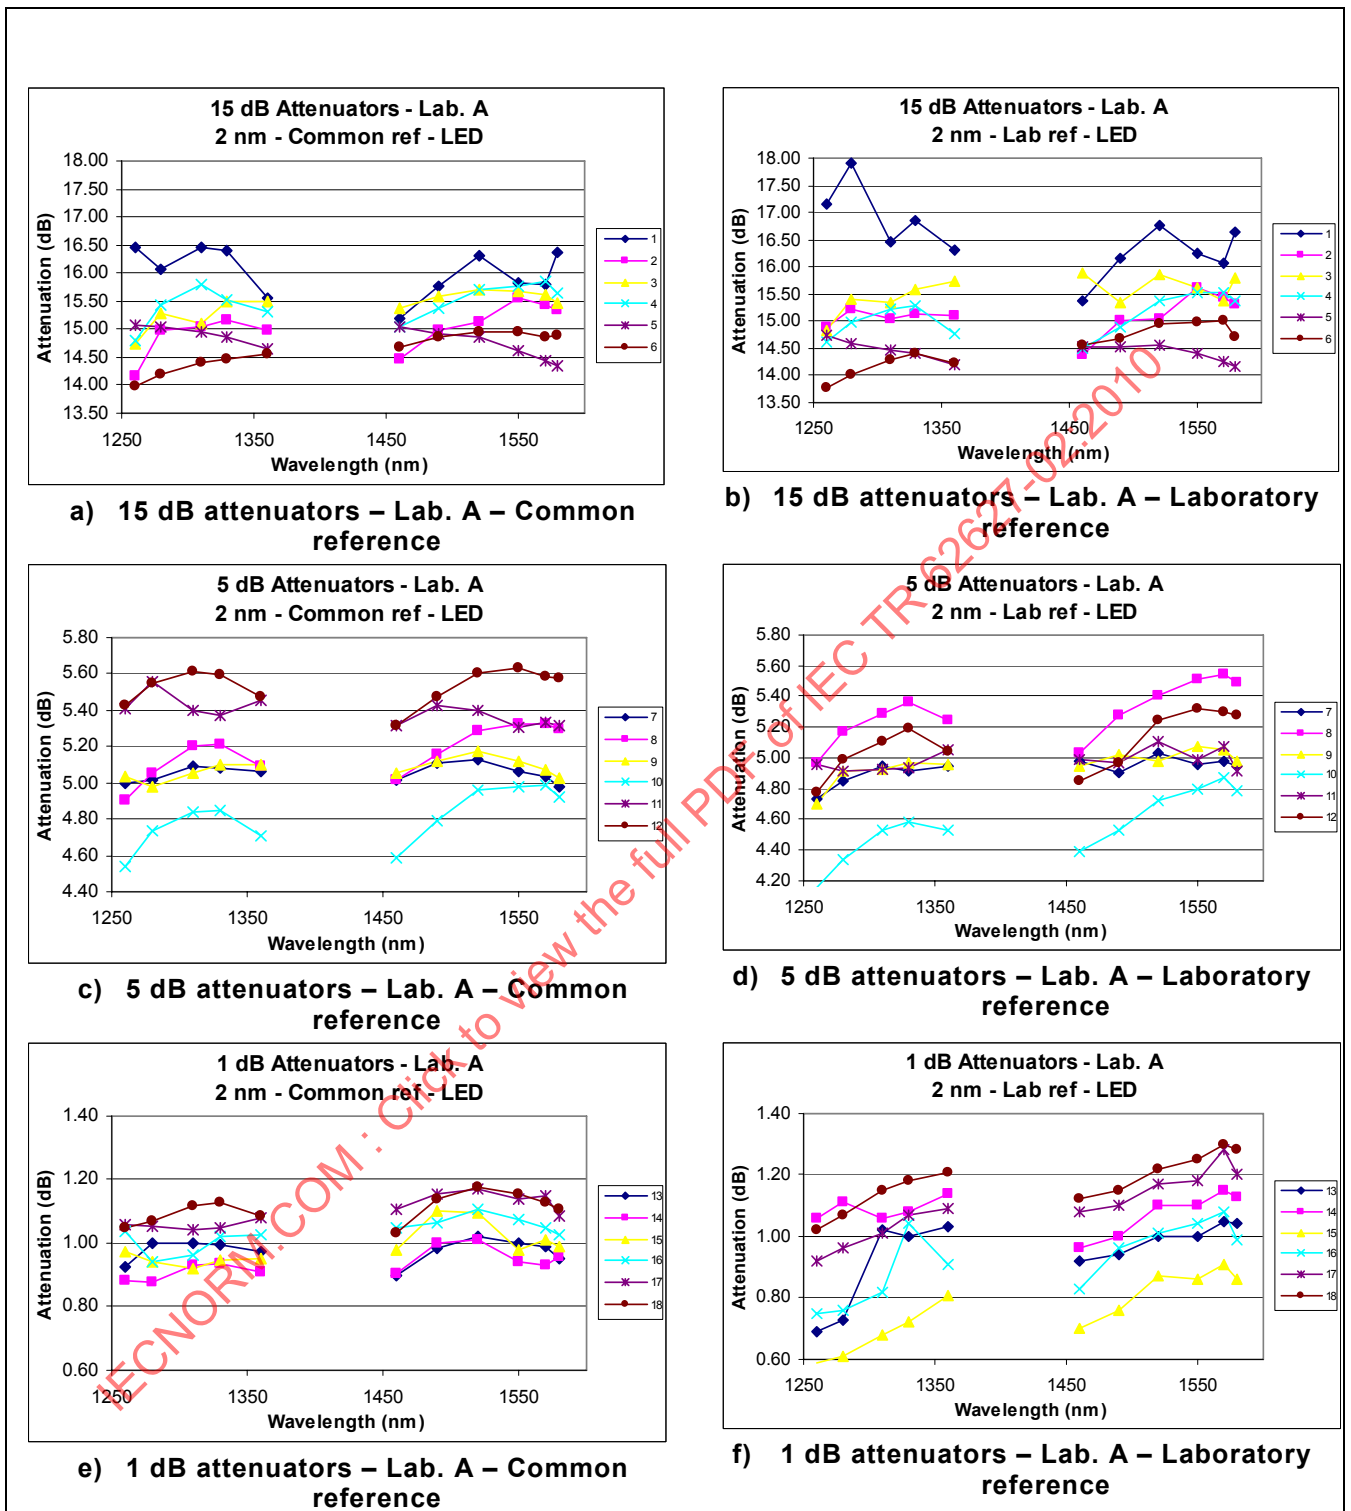 15 dB Attenuators - Lab. A
2 nm - Common ref - LED
18.00
17.50
17.00
16.50
16.00
15.50
15.00
14.50
14.00
13.50
Attenuation (dB)
1250
1350
1450
1550
Wavelength (nm)
1
2
3
4
5
6
a) 15 dB attenuators – Lab. A – Common
reference
15 dB Attenuators - Lab. A
2 nm - Lab ref - LED
18.00
17.50
17.00
16.50
16.00
15.50
15.00
14.50
14.00
13.50
Attenuation (dB)
1250
1350
1450
1550
Wavelength (nm)
1
2
3
4
5
6
b) 15 dB attenuators – Lab. A – Laboratory
reference
5 dB Attenuators - Lab. A
2 nm - Common ref - LED
5.80
5.60
5.40
5.20
5.00
4.80
4.60
4.40
Attenuation (dB)
1250
1350
1450
1550
Wavelength (nm)
7
8
9
10
11
12
c) 5 dB attenuators – Lab. A – Common
reference
5 dB Attenuators - Lab. A
2 nm - Lab ref - LED
5.80
5.60
5.40
5.20
5.00
4.80
4.60
4.40
4.20
Attenuation (dB)
1250
1350
1450
1550
Wavelength (nm)
7
8
9
10
11
12
d) 5 dB attenuators – Lab. A – Laboratory
reference
1 dB Attenuators - Lab. A
2 nm - Common ref - LED
1.40
1.20
1.00
0.80
0.60
Attenuation (dB)
1250
1350
1450
1550
Wavelength (nm)
13
14
15
16
17
18
e) 1 dB attenuators – Lab. A – Common
reference
1 dB Attenuators - Lab. A
2 nm - Lab ref - LED
1.40
1.20
1.00
0.80
0.60
Attenuation (dB)
1250
1350
1450
1550
Wavelength (nm)
13
14
15
16
17
18
f) 1 dB attenuators – Lab. A – Laboratory
reference
IECNORM.COM : Click to view the full PDF of IEC TR 62627-02:2010